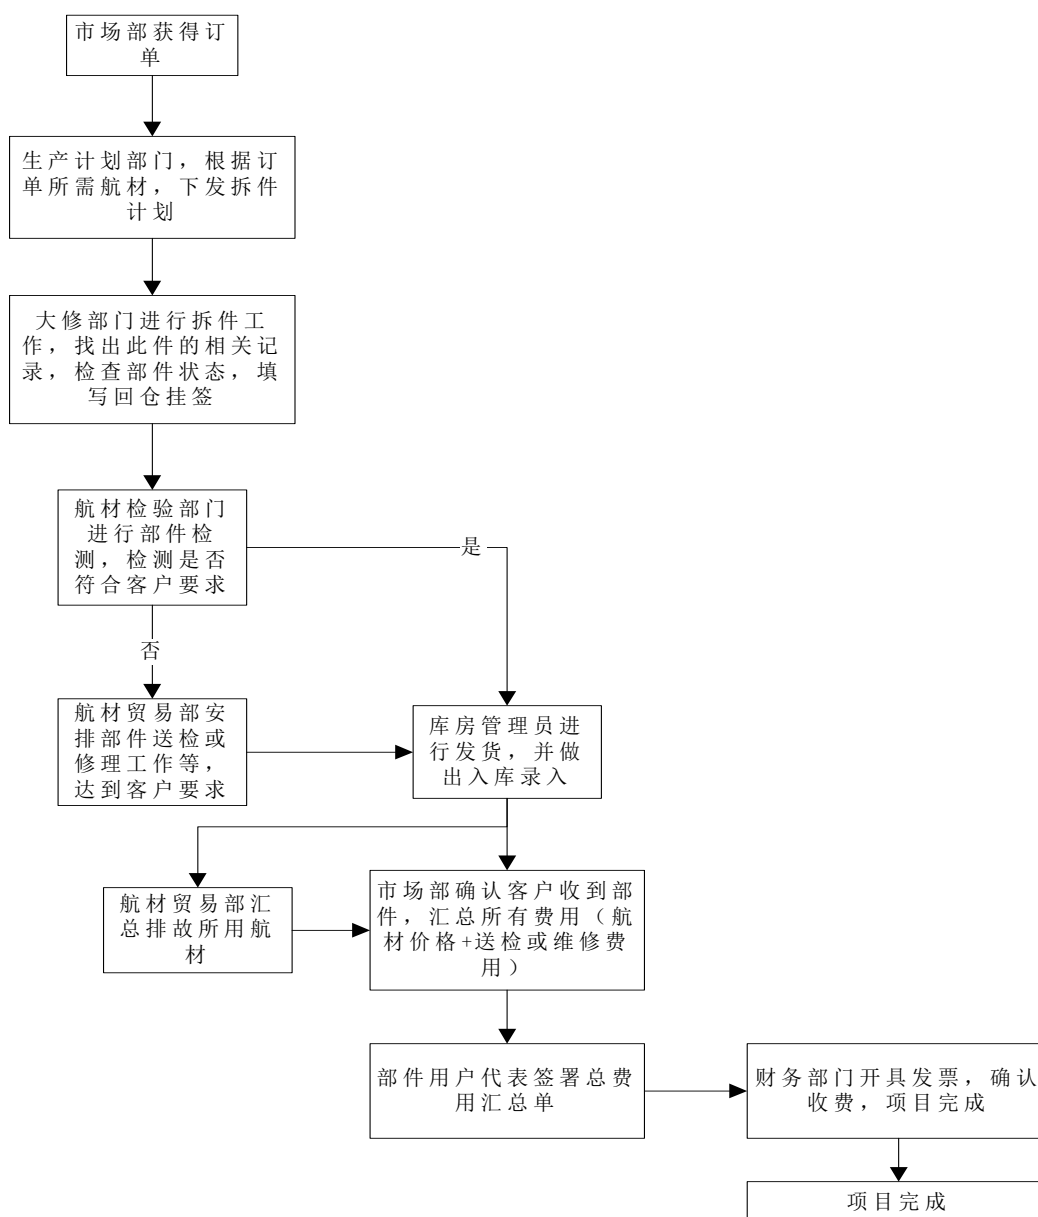 市场部获得订
单
生产计划部门，根据订
单所需航材，下发拆件
计划
大修部门进行拆件工
作，找出此件的相关记
录，检查部件状态，填
写回仓挂签
航材检验部门
进行部件检
测，检测是否
符合客户要求
是
否
航材贸易部安
排部件送检或
修理工作等，
达到客户要求
库房管理员进
行发货，并做
出入库录入
航材贸易部汇
总排故所用航
材
市场部确认客户收到部
件，汇总所有费用（航
材价格+送检或维修费
用）
部件用户代表签署总费
用汇总单
财务部门开具发票，确认
收费，项目完成
项目完成